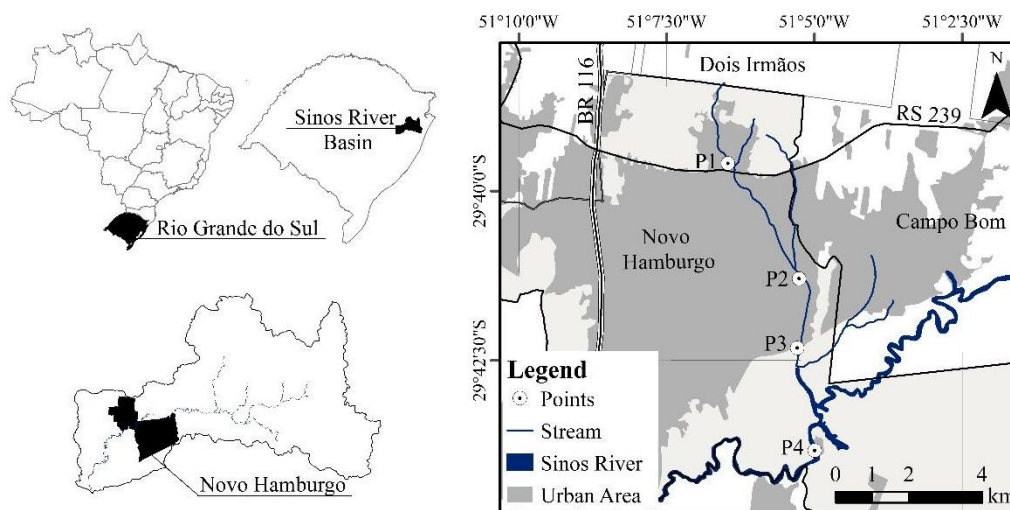 Sinos River
Basin
Rio Grande do Sul
Novo Hamburgo
51°10'0"W
51°7'30"W
51°5'0"W
51°2'30"W
29°40'0"S
29°42'30"S
Dois Irmãos
N
BR 116
RS 239
P1
Campo Bom
Novo
Hamburgo
P2
P3
P4
Legend
Points
Stream
Sinos River
Urban Area
0 1 2 4
km